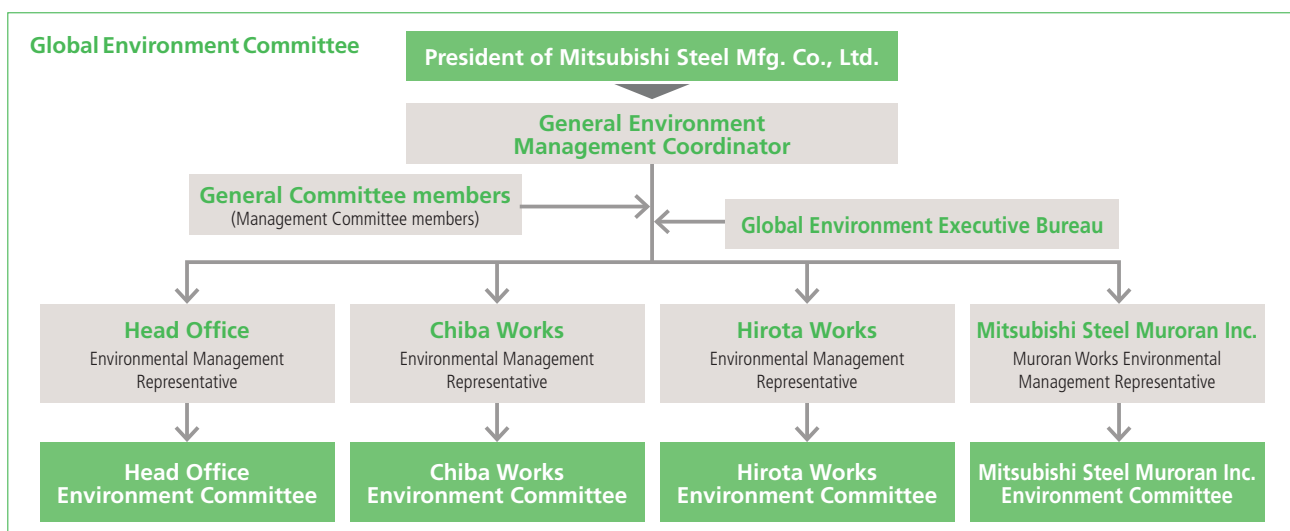 Global Environment Committee
President of Mitsubishi Steel Mfg. Co., Ltd.
General Environment
Management Coordinator
General Committee members
(Management Committee members)
Global Environment Executive Bureau
Head Office
Environmental Management
Representative
Chiba Works
Environmental Management
Representative
Hirota Works
Environmental Management
Representative
Mitsubishi Steel Muroran Inc.
Muroran Works Environmental
Management Representative
Head Office
Environment Committee
Chiba Works
Environment Committee
Hirota Works
Environment Committee
Mitsubishi Steel Muroran Inc.
Environment Committee